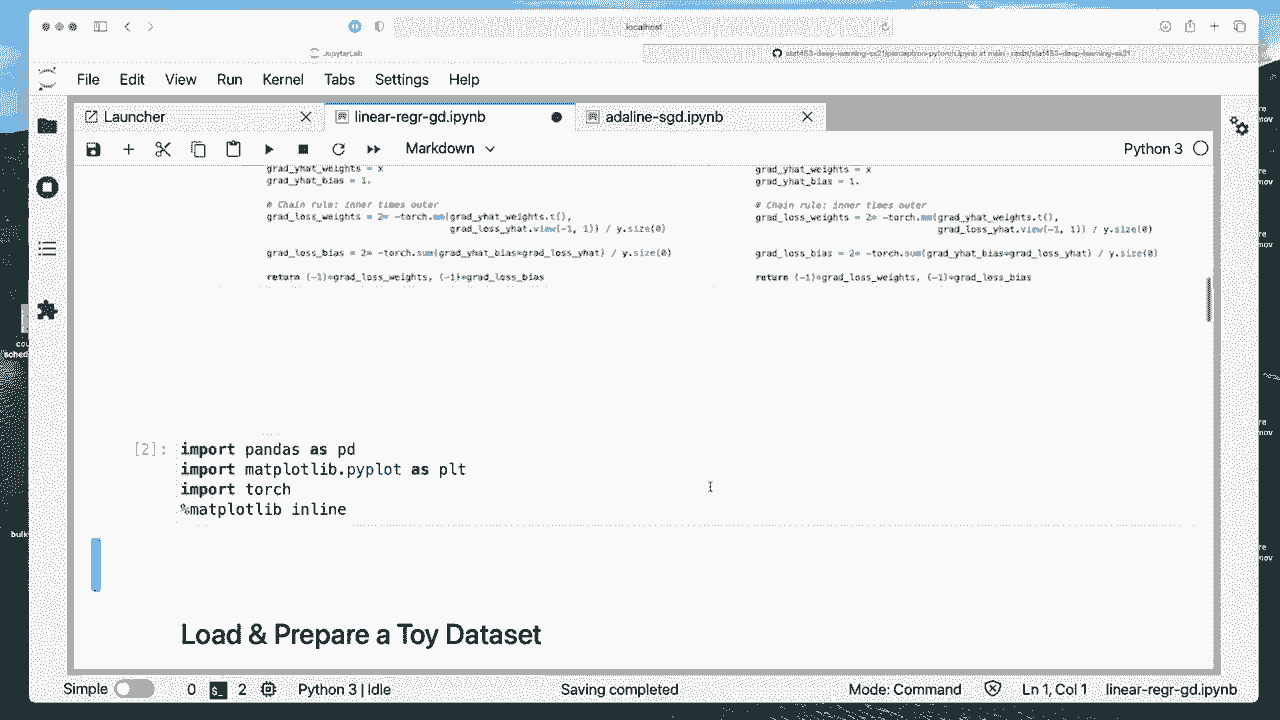 localhost
JupyterLab
stat453-deep-learning-ss21/perceptron-pytorch.ipynb at main · rasbt/stat453-deep-learning-ss21
File Edit View Run Kernel Tabs Settings Help
Launcher
linear-regr-gd.ipynb
adaline-sgd.ipynb
Markdown
Python 3
grad_yhat_weights = x
grad_yhat_bias = 1.
# Chain rule: inner times outer
grad_loss_weights = 2* -torch.mm(grad_yhat_weights.t(),
grad_loss_yhat.view(-1, 1)) / y.size(0)
grad_loss_bias = 2* -torch.sum(grad_yhat_bias*grad_loss_yhat) / y.size(0)
return (-1)*grad_loss_weights, (-1)*grad_loss_bias
grad_yhat_weights = x
grad_yhat_bias = 1.
# Chain rule: inner times outer
grad_loss_weights = 2* -torch.mm(grad_yhat_weights.t(),
grad_loss_yhat.view(-1, 1)) / y.size(0)
grad_loss_bias = 2* -torch.sum(grad_yhat_bias*grad_loss_yhat) / y.size(0)
return (-1)*grad_loss_weights, (-1)*grad_loss_bias
[2]: import pandas as pd
import matplotlib.pyplot as plt
import torch
%matplotlib inline
Load & Prepare a Toy Dataset
Simple 0 2 Python 3 | Idle Saving completed Mode: Command Ln 1, Col 1 linear-regr-gd.ipynb